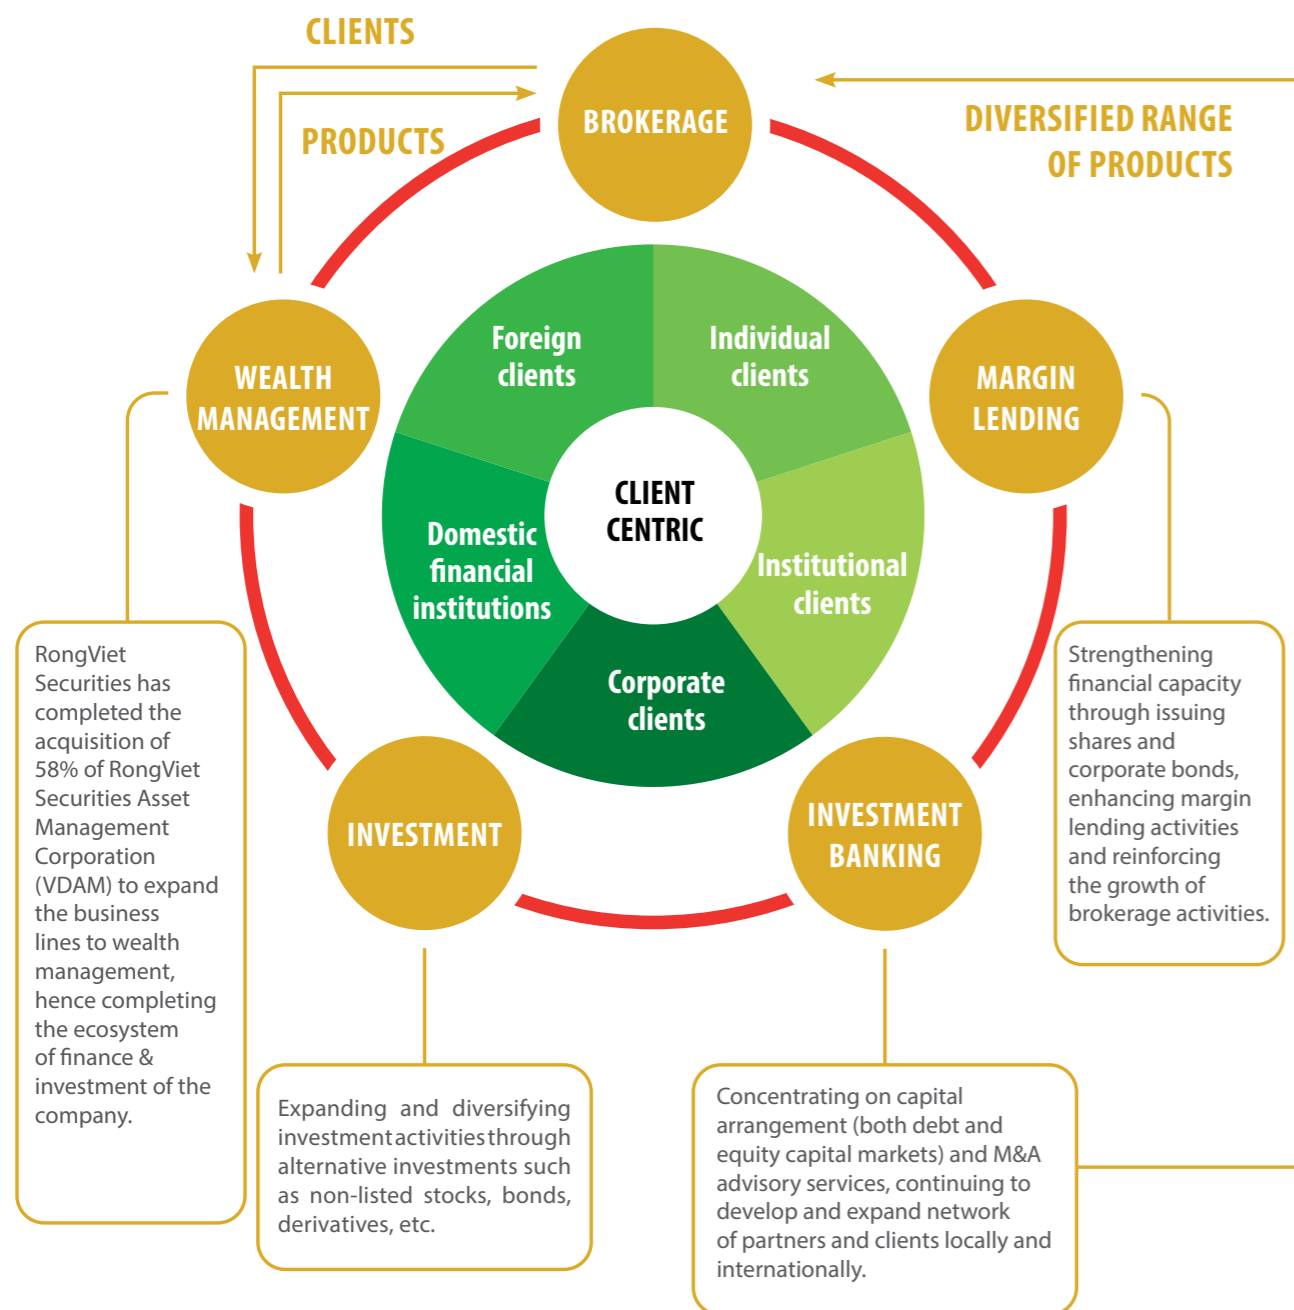 CLIENTS
PRODUCTS
BROKERAGE
DIVERSIFIED RANGE
OF PRODUCTS
WEALTH
MANAGEMENT
Foreign
clients
Individual
clients
MARGIN
LENDING
CLIENT
CENTRIC
Domestic
financial
institutions
Institutional
clients
Corporate
clients
INVESTMENT
INVESTMENT
BANKING
RongViet
Securities has
completed the
acquisition of
58% of RongViet
Securities Asset
Management
Corporation
(VDAM) to expand
the business
lines to wealth
management,
hence completing
the ecosystem
of finance &
investment of the
company.
Strengthening
financial capacity
through issuing
shares and
corporate bonds,
enhancing margin
lending activities
and reinforcing
the growth of
brokerage activities.
Expanding and diversifying
investment activities through
alternative investments such
as non-listed stocks, bonds,
derivatives, etc.
Concentrating on capital
arrangement (both debt and
equity capital markets) and M&A
advisory services, continuing to
develop and expand network
of partners and clients locally and
internationally.